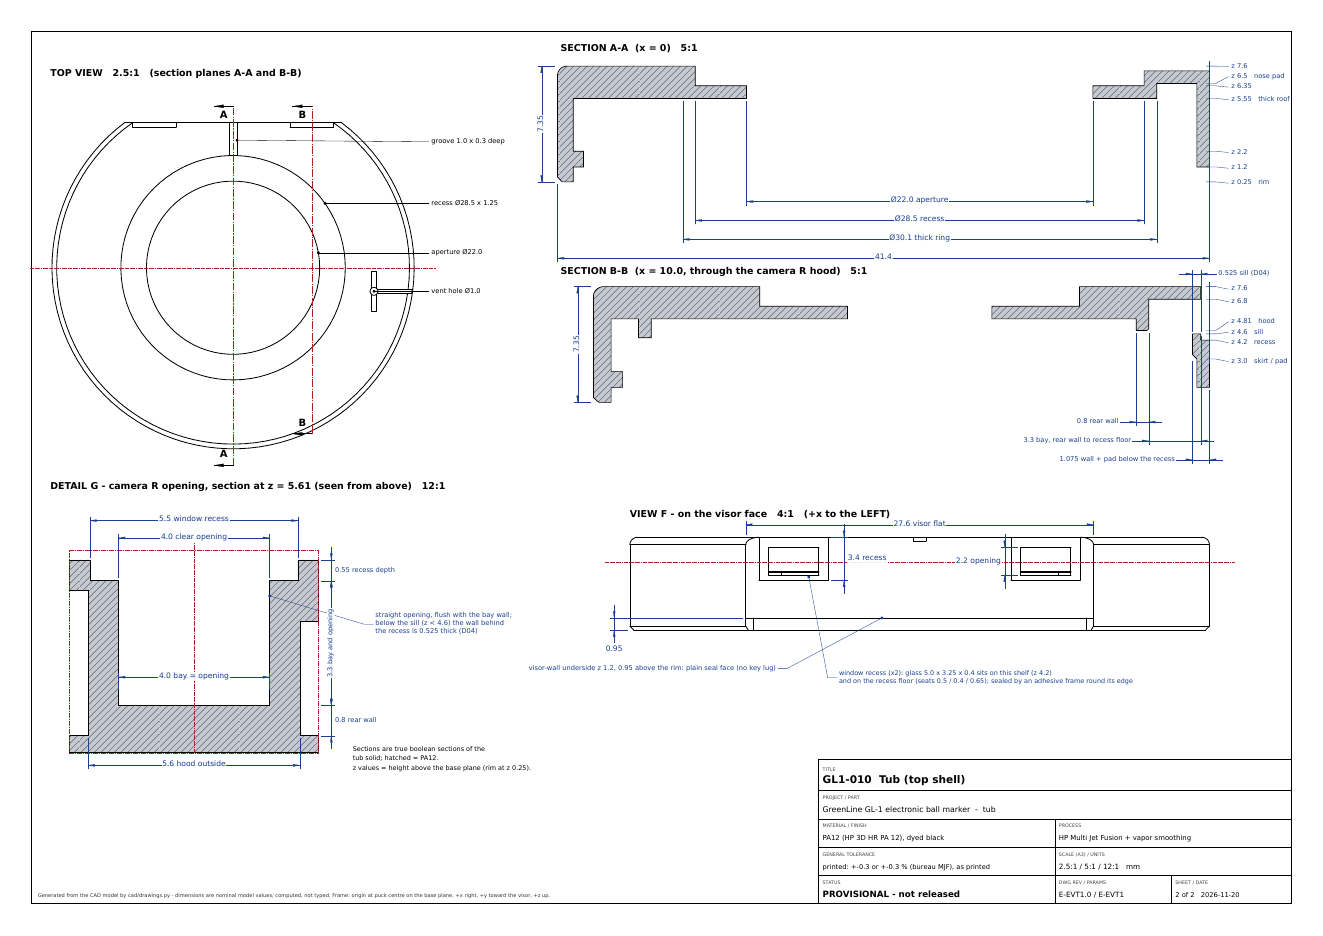 SECTION A-A (x = 0) 5:1
TOP VIEW 2.5:1 (section planes A-A and B-B)
A
B
groove 1.0 x 0.3 deep
recess Ø28.5 x 1.25
aperture Ø22.0
vent hole Ø1.0
B
A
7.35
z 7.6
z 6.5 nose pad
z 6.35
z 5.55 thick roof
z 2.2
z 1.2
z 0.25 rim
Ø22.0 aperture
Ø28.5 recess
Ø30.1 thick ring
41.4
SECTION B-B (x = 10.0, through the camera R hood) 5:1
0.525 sill (D04)
7.35
z 7.6
z 6.8
z 4.81 hood
z 4.6 sill
z 4.2 recess
z 3.0 skirt / pad
0.8 rear wall
3.3 bay, rear wall to recess floor
1.075 wall + pad below the recess
DETAIL G - camera R opening, section at z = 5.61 (seen from above) 12:1
5.5 window recess
4.0 clear opening
0.55 recess depth
straight opening, flush with the bay wall;
below the sill (z < 4.6) the wall behind
the recess is 0.525 thick (D04)
3.3 bay and opening
4.0 bay = opening
0.8 rear wall
5.6 hood outside
Sections are true boolean sections of the
tub solid; hatched = PA12.
z values = height above the base plane (rim at z 0.25).
VIEW F - on the visor face 4:1 (+x to the LEFT)
27.6 visor flat
3.4 recess
2.2 opening
0.95
visor-wall underside z 1.2, 0.95 above the rim: plain seal face (no key lug)
window recess (x2): glass 5.0 x 3.25 x 0.4 sits on this shelf (z 4.2)
and on the recess floor (seats 0.5 / 0.4 / 0.65); sealed by an adhesive frame round its edge
TITLE
GL1-010 Tub (top shell)
PROJECT / PART
GreenLine GL-1 electronic ball marker - tub
MATERIAL / FINISH
PA12 (HP 3D HR PA 12), dyed black
PROCESS
HP Multi Jet Fusion + vapor smoothing
GENERAL TOLERANCE
printed: +-0.3 or +-0.3 % (bureau MJF), as printed
SCALE (A3) / UNITS
2.5:1 / 5:1 / 12:1 mm
STATUS
PROVISIONAL - not released
DWG REV / PARAMS
E-EVT1.0 / E-EVT1
SHEET / DATE
2 of 2 2026-11-20
Generated from the CAD model by cad/drawings.py - dimensions are nominal model values, computed, not typed. Frame: origin at puck centre on the base plane, +x right, +y toward the visor, +z up.